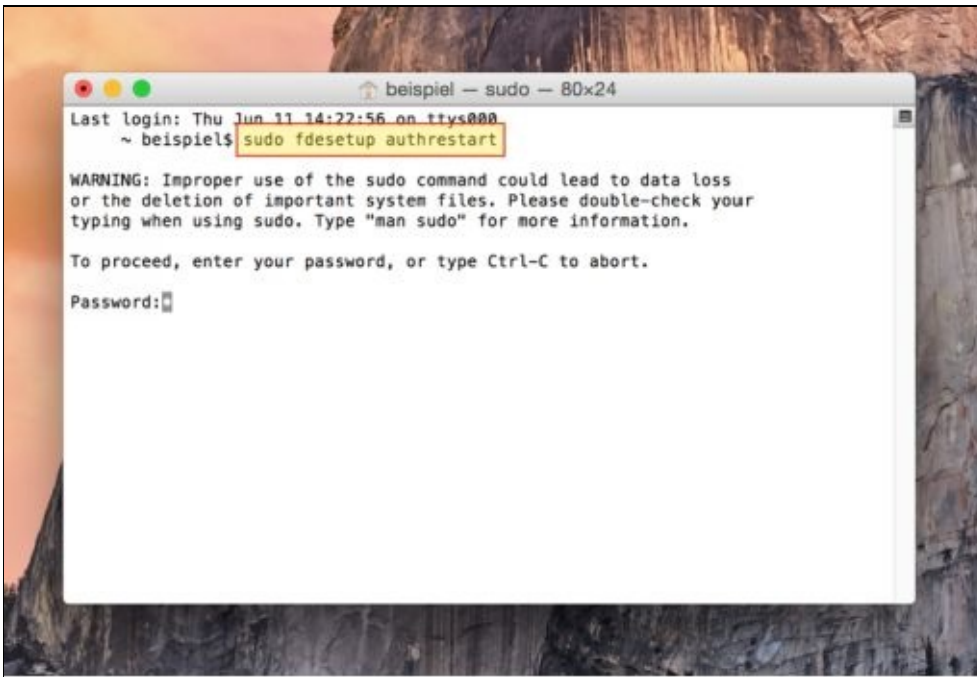 beispiel — sudo — 80×24
Last login: Thu Jun 11 14:22:56 on ttys000
~ beispiel$ sudo fdesetup authrestart
WARNING: Improper use of the sudo command could lead to data loss
or the deletion of important system files. Please double-check your
typing when using sudo. Type "man sudo" for more information.
To proceed, enter your password, or type Ctrl-C to abort.
Password: